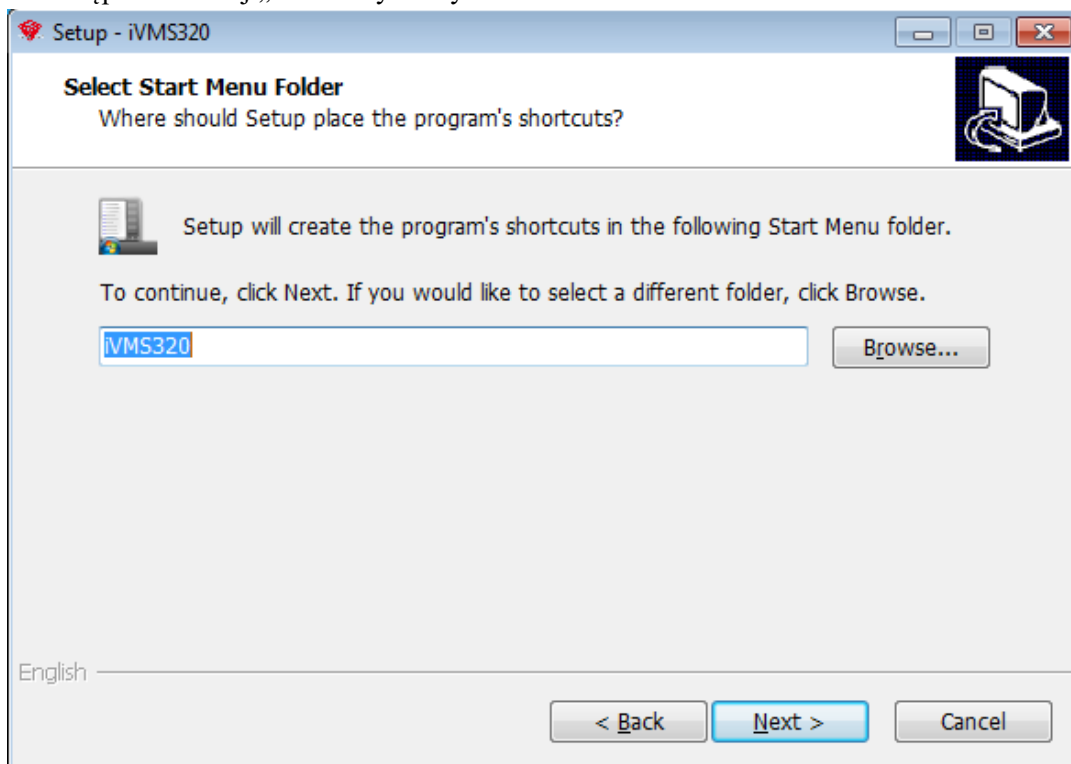 Setup - iVMS320
Select Start Menu Folder
Where should Setup place the program's shortcuts?
Setup will create the program's shortcuts in the following Start Menu folder.
To continue, click Next. If you would like to select a different folder, click Browse.
iVMS320
Browse...
English
< Back
Next >
Cancel